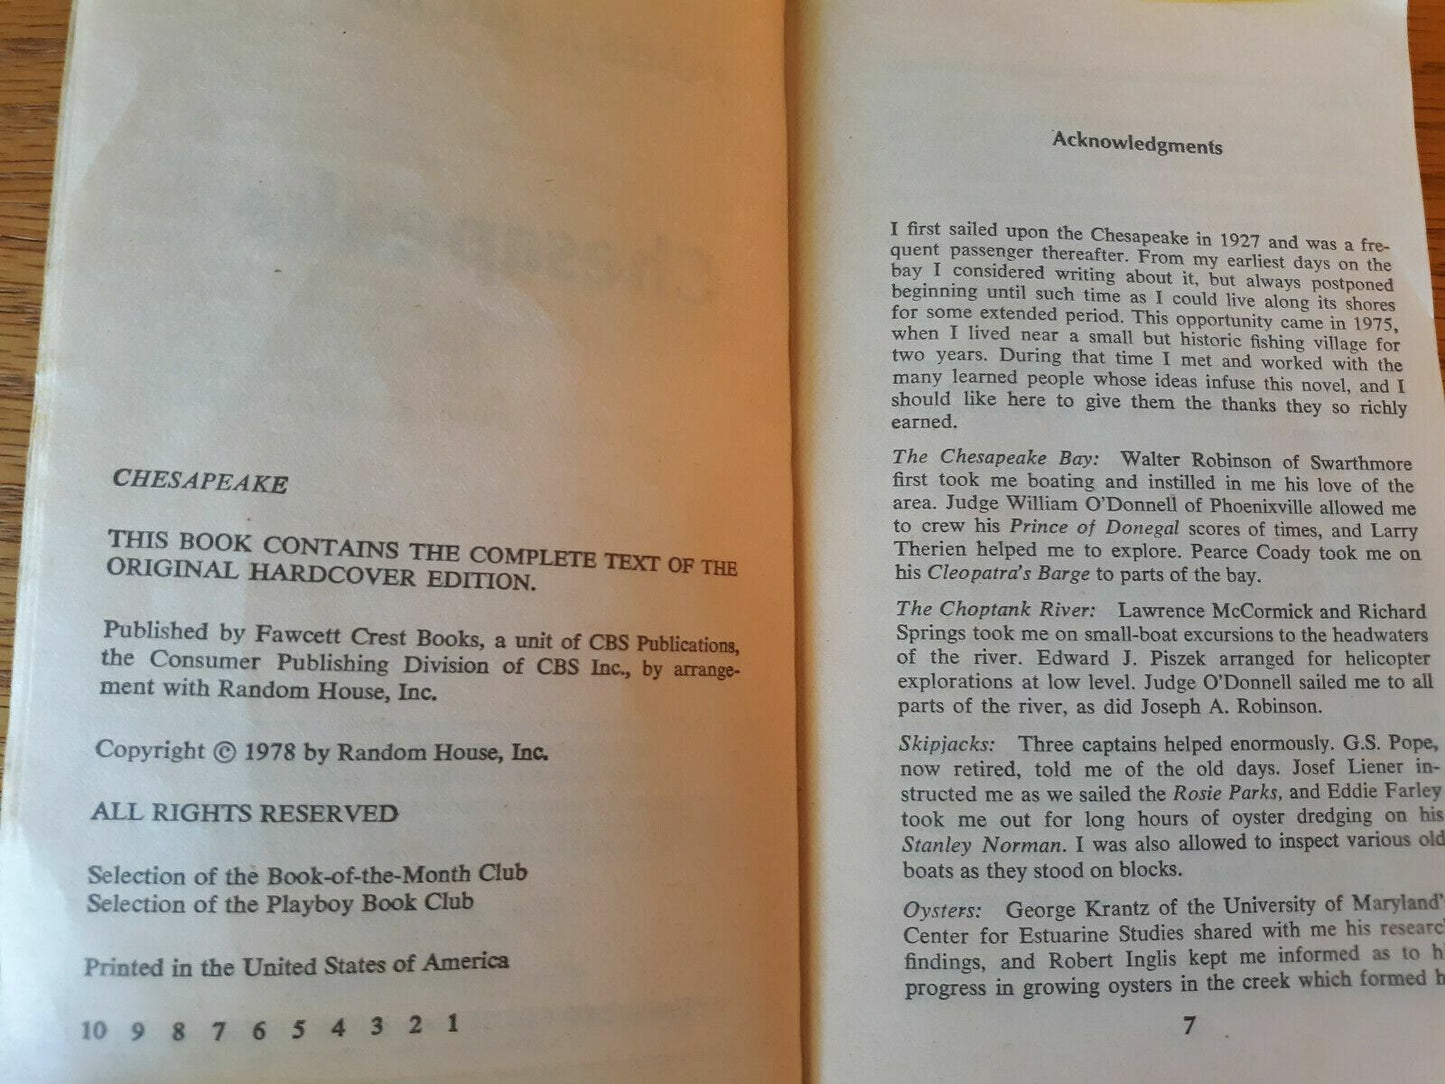 CHESAPEAKE
THIS BOOK CONTAINS THE COMPLETE TEXT OF THE
ORIGINAL HARDCOVER EDITION.
Published by Fawcett Crest Books, a unit of CBS Publications,
the Consumer Publishing Division of CBS Inc., by arrange-
ment with Random House, Inc.
Copyright © 1978 by Random House, Inc.
ALL RIGHTS RESERVED
Selection of the Book-of-the-Month Club
Selection of the Playboy Book Club
Printed in the United States of America
10 9 8 7 6 5 4 3 2 1
Acknowledgments
I first sailed upon the Chesapeake in 1927 and was a fre-
quent passenger thereafter. From my earliest days on the
bay I considered writing about it, but always postponed
beginning until such time as I could live along its shores
for some extended period. This opportunity came in 1975,
when I lived near a small but historic fishing village for
two years. During that time I met and worked with the
many learned people whose ideas infuse this novel, and I
should like here to give them the thanks they so richly
earned.
The Chesapeake Bay: Walter Robinson of Swarthmore
first took me boating and instilled in me his love of the
area. Judge William O'Donnell of Phoenixville allowed me
to crew his Prince of Donegal scores of times, and Larry
Therien helped me to explore. Pearce Coady took me on
his Cleopatra's Barge to parts of the bay.
The Choptank River: Lawrence McCormick and Richard
Springs took me on small-boat excursions to the headwaters
of the river. Edward J. Piszek arranged for helicopter
explorations at low level. Judge O'Donnell sailed me to all
parts of the river, as did Joseph A. Robinson.
Skipjacks: Three captains helped enormously. G.S. Pope,
now retired, told me of the old days. Josef Liener in-
structed me as we sailed the Rosie Parks, and Eddie Farley
took me out for long hours of oyster dredging on his
Stanley Norman. I was also allowed to inspect various old
boats as they stood on blocks.
Oysters: George Krantz of the University of Maryland's
Center for Estuarine Studies shared with me his research
findings, and Robert Inglis kept me informed as to
progress in growing oysters in the creek which formed
7